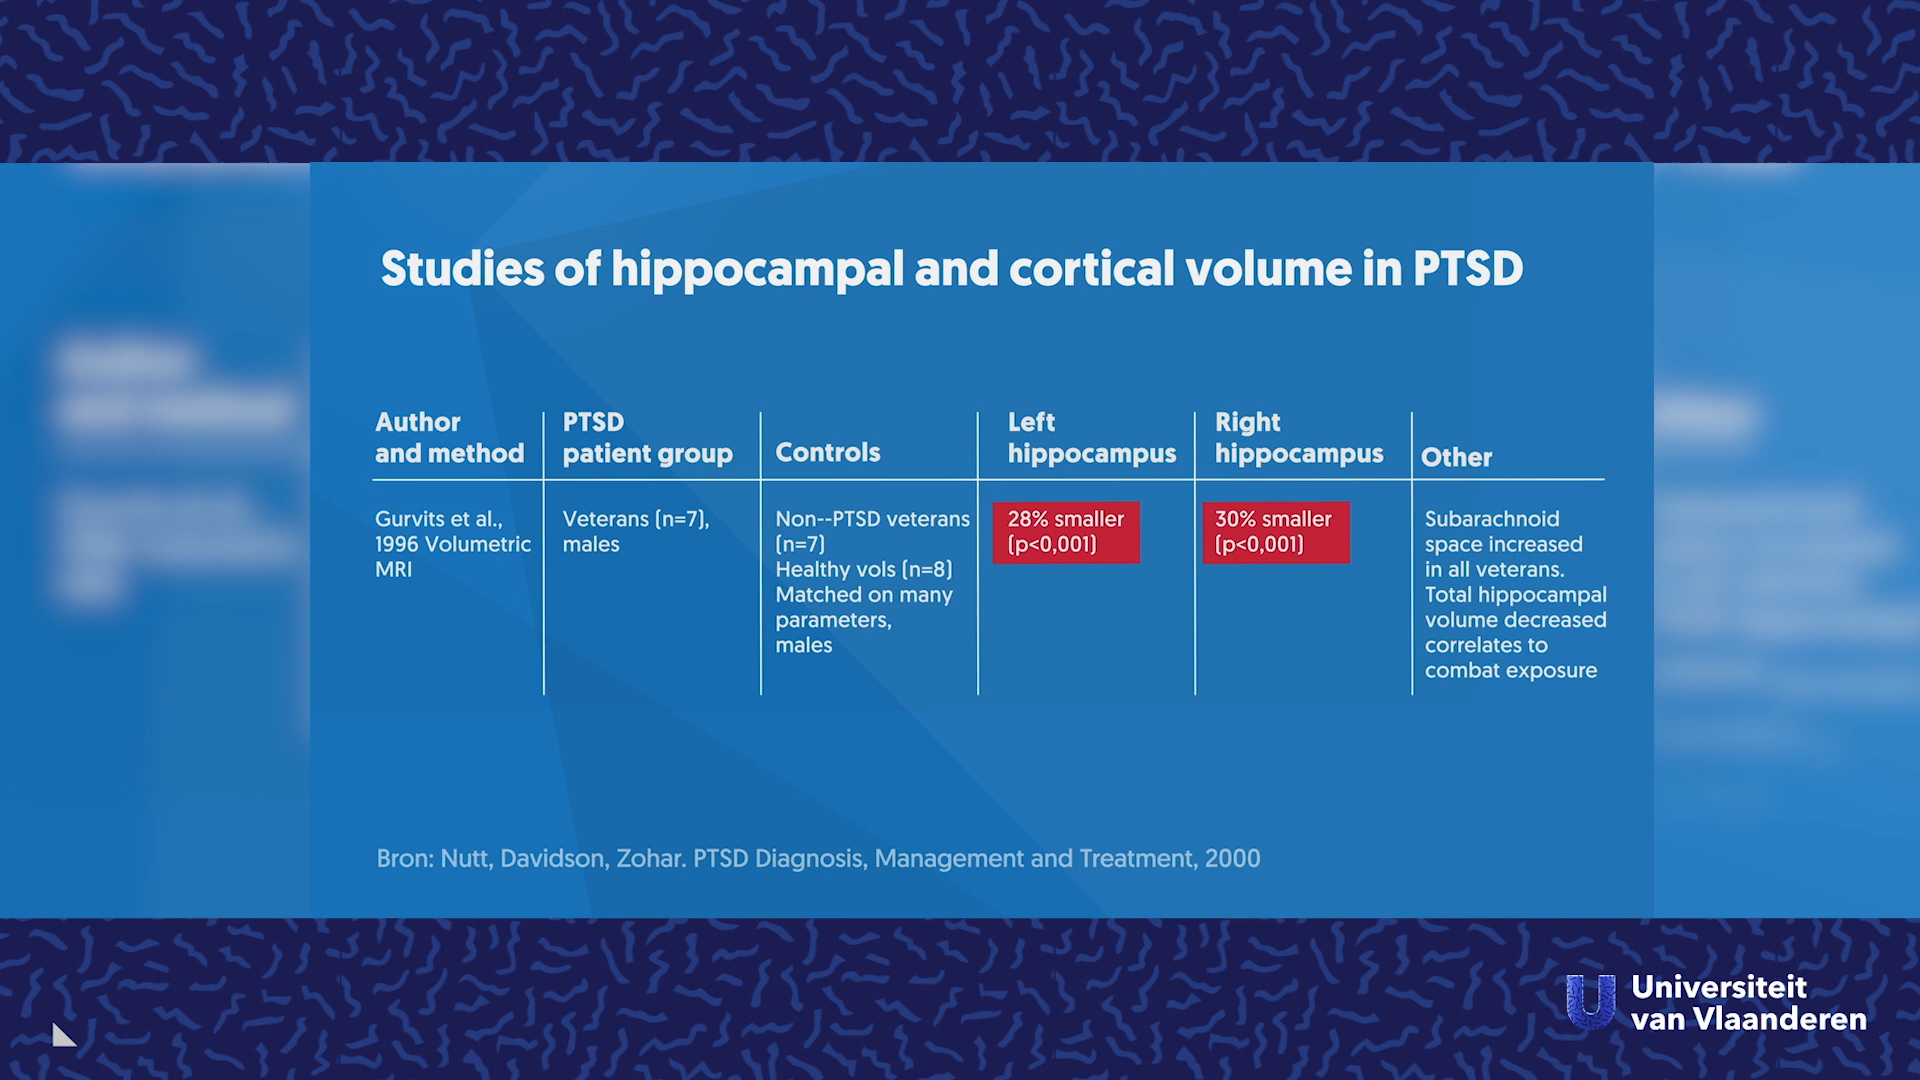 Studies of hippocampal and cortical volume in PTSD
Author
and method
PTSD
patient group
Controls
Left
hippocampus
Right
hippocampus
Other
Gurvits et al.,
1996 Volumetric
MRI
Veterans (n=7),
males
Non--PTSD veterans
(n=7)
Healthy vols (n=8)
Matched on many
parameters,
males
28% smaller
(p<0,001)
30% smaller
(p<0,001)
Subarachnoid
space increased
in all veterans.
Total hippocampal
volume decreased
correlates to
combat exposure
Bron: Nutt, Davidson, Zohar. PTSD Diagnosis, Management and Treatment, 2000
U
Universiteit
van Vlaanderen